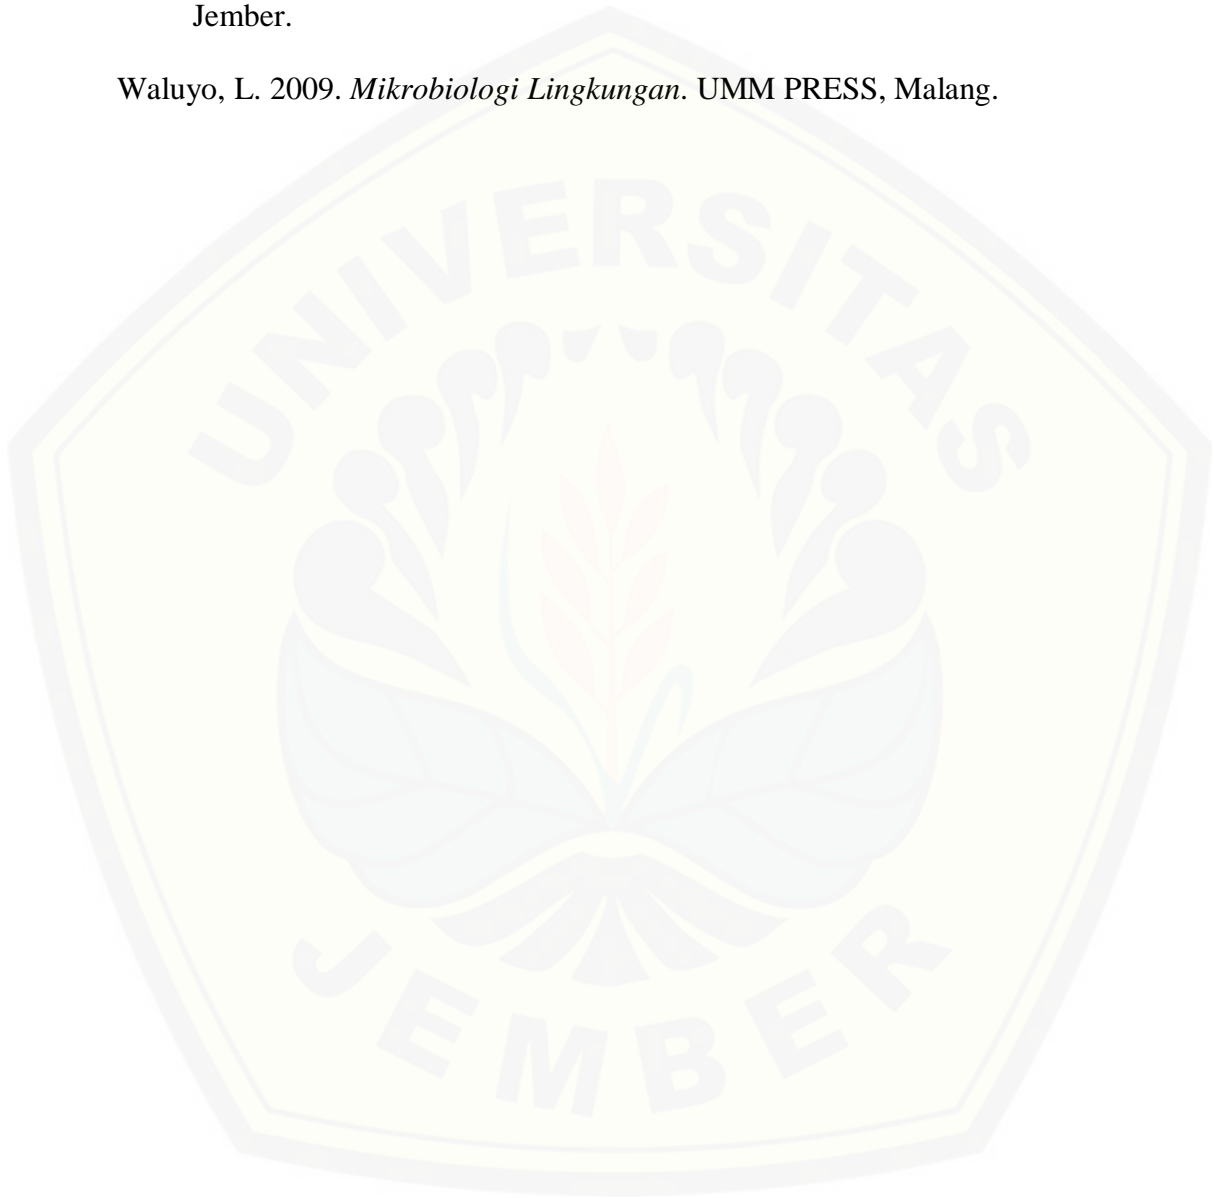 Jember.
Waluyo, L. 2009. Mikrobiologi Lingkungan. UMM PRESS, Malang.
UNIVERSITAS
JEMBER